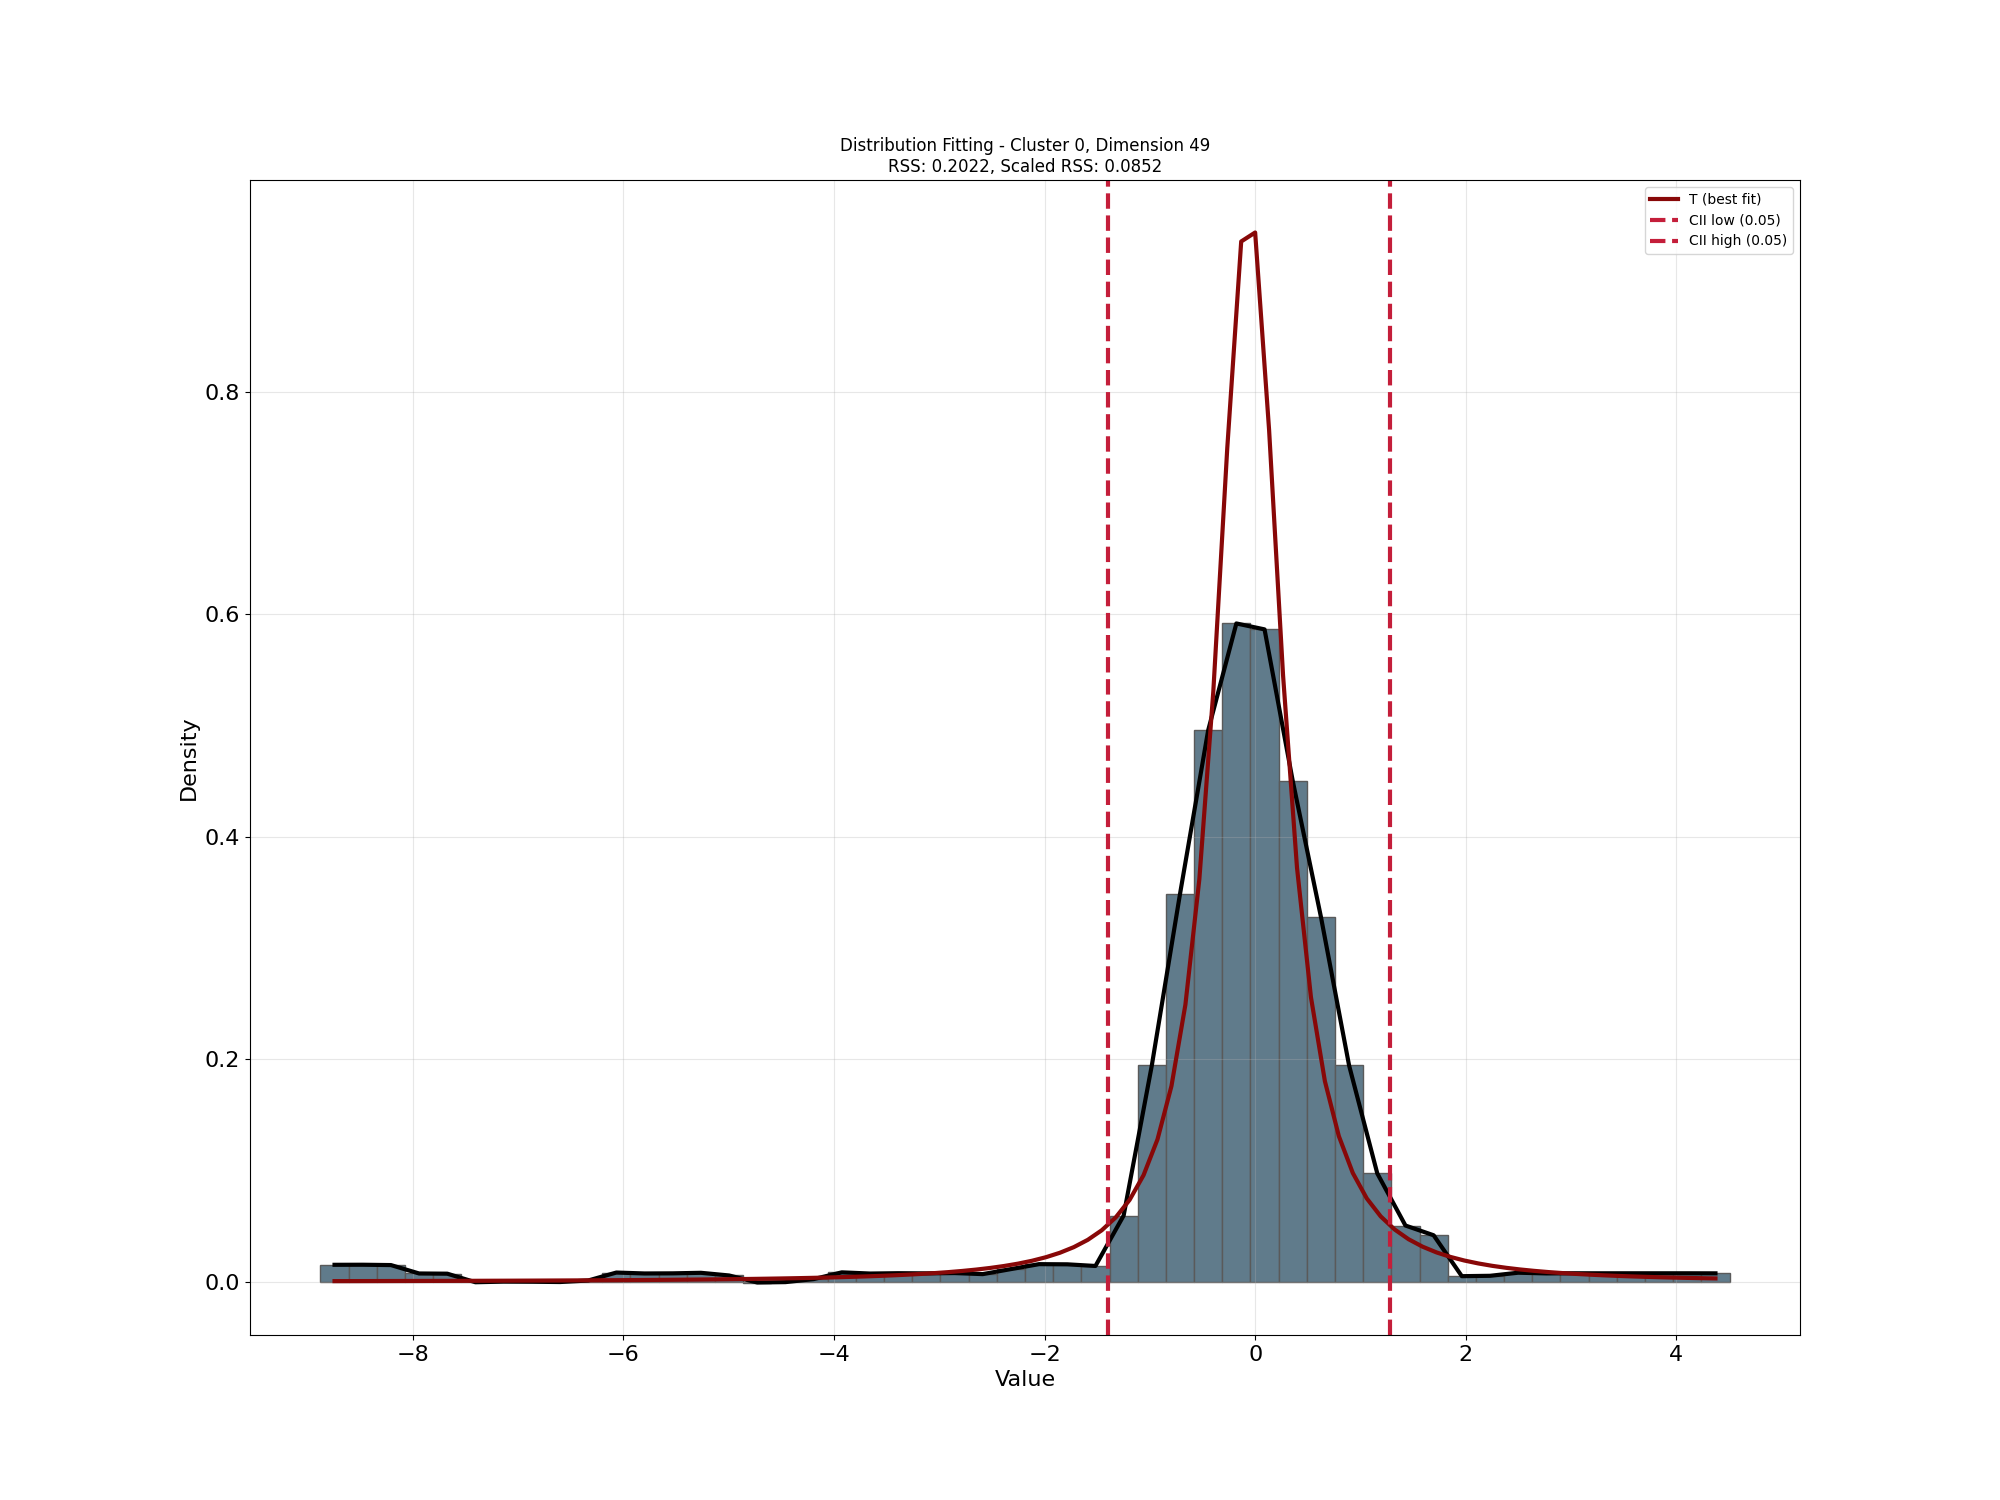 Distribution Fitting - Cluster 0, Dimension 49
RSS: 0.2022, Scaled RSS: 0.0852
T (best fit)
CII low (0.05)
CII high (0.05)
Density
0.8
0.6
0.4
0.2
0.0
−8 −6 −4 −2 0 2 4
Value